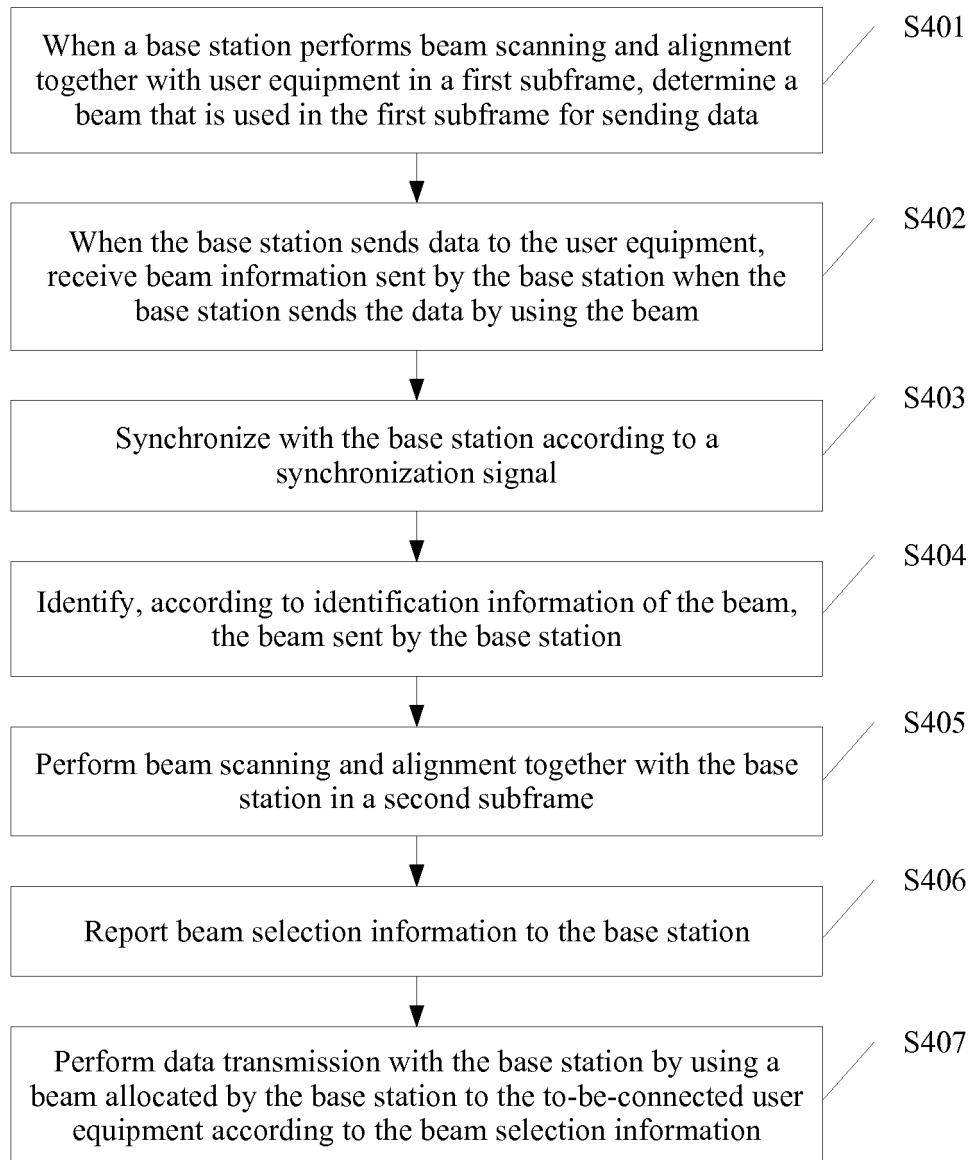 When a base station performs beam scanning and alignment
together with user equipment in a first subframe, determine a
beam that is used in the first subframe for sending data
S401
When the base station sends data to the user equipment,
receive beam information sent by the base station when the
base station sends the data by using the beam
S402
Synchronize with the base station according to a
synchronization signal
S403
Identify, according to identification information of the beam,
the beam sent by the base station
S404
Perform beam scanning and alignment together with the base
station in a second subframe
S405
Report beam selection information to the base station
S406
Perform data transmission with the base station by using a
beam allocated by the base station to the to-be-connected user
equipment according to the beam selection information
S407